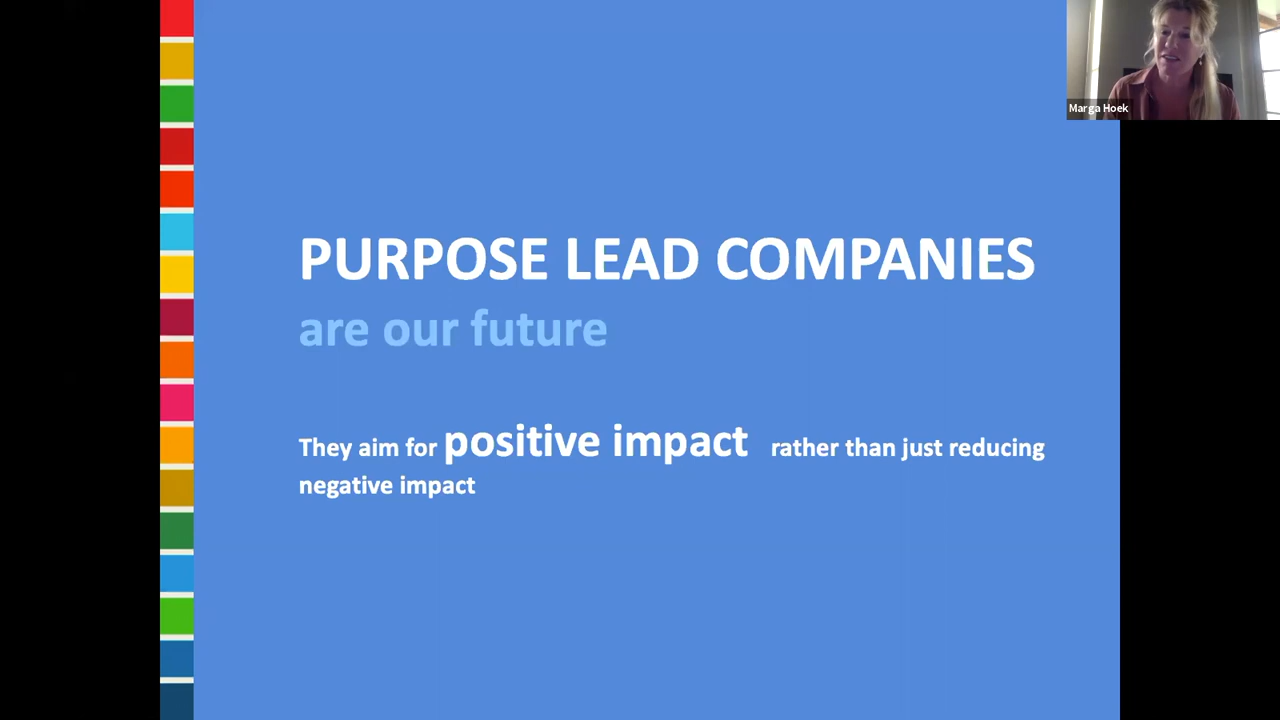 Marga Hoek
PURPOSE LEAD COMPANIES
are our future
They aim for positive impact rather than just reducing
negative impact